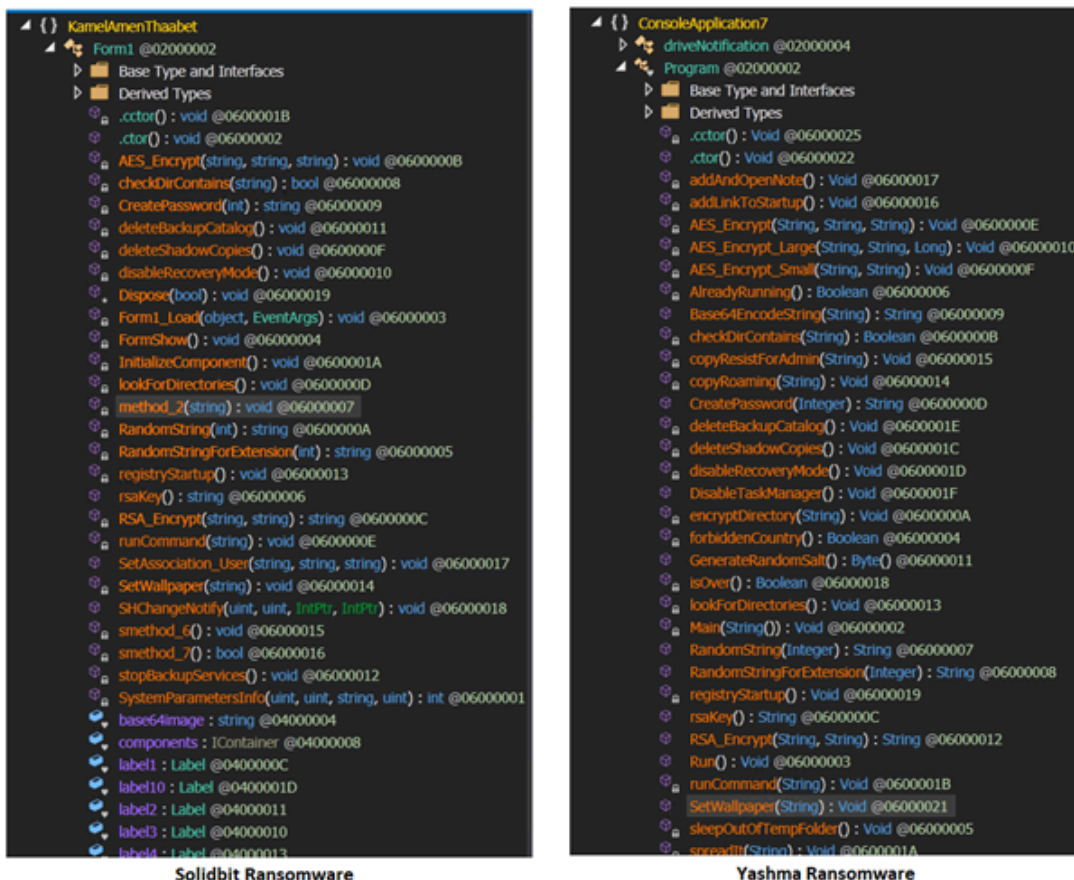 { } KamelAmenThaabet
Form1 @02000002
Base Type and Interfaces
Derived Types
.cctor() : void @0600001B
.ctor() : void @06000002
AES_Encrypt(string, string, string) : void @0600000B
checkDirContains(string) : bool @06000008
CreatePassword(int) : string @06000009
deleteBackupCatalog() : void @06000011
deleteShadowCopies() : void @0600000F
disableRecoveryMode() : void @06000010
Dispose(bool) : void @06000019
Form1_Load(object, EventArgs) : void @06000003
FormShow() : void @06000004
InitializeComponent() : void @0600001A
lookForDirectories() : void @0600000D
method_2(string) : void @06000007
RandomString(int) : string @0600000A
RandomStringForExtension(int) : string @06000005
registryStartup() : void @06000013
rsaKey() : string @06000006
RSA_Encrypt(string, string) : string @0600000C
runCommand(string) : void @0600000E
SetAssociation_User(string, string, string) : void @06000017
SetWallpaper(string) : void @06000014
SHChangeNotify(uint, uint, IntPtr, IntPtr) : void @06000018
smethod_6() : void @06000015
smethod_7() : bool @06000016
stopBackupServices() : void @06000012
SystemParametersInfo(uint, uint, string, uint) : int @06000001
base64image : string @04000004
components : IContainer @04000008
label1 : Label @0400000C
label10 : Label @0400001D
label2 : Label @04000011
label3 : Label @04000010
label4 : Label @04000013
Solidbit Ransomware
{ } ConsoleApplication7
driveNotification @02000004
Program @02000002
Base Type and Interfaces
Derived Types
.cctor() : Void @06000025
.ctor() : Void @06000022
addAndOpenNote() : Void @06000017
addLinkToStartup() : Void @06000016
AES_Encrypt(String, String, String) : Void @0600000E
AES_Encrypt_Large(String, String, Long) : Void @06000010
AES_Encrypt_Small(String, String) : Void @0600000F
AlreadyRunning() : Boolean @06000006
Base64EncodeString(String) : String @06000009
checkDirContains(String) : Boolean @0600000B
copyResistForAdmin(String) : Void @06000015
copyRoaming(String) : Void @06000014
CreatePassword(Integer) : String @0600000D
deleteBackupCatalog() : Void @0600001E
deleteShadowCopies() : Void @0600001C
disableRecoveryMode() : Void @0600001D
DisableTaskManager() : Void @0600001F
encryptDirectory(String) : Void @0600000A
forbiddenCountry() : Boolean @06000004
GenerateRandomSalt() : Byte() @06000011
isOver() : Boolean @06000018
lookForDirectories() : Void @06000013
Main(String()) : Void @06000002
RandomString(Integer) : String @06000007
RandomStringForExtension(Integer) : String @06000008
registryStartup() : Void @06000019
rsaKey() : String @0600000C
RSA_Encrypt(String, String) : String @06000012
Run() : Void @06000003
runCommand(String) : Void @0600001B
SetWallpaper(String) : Void @06000021
sleepOutOfTempFolder() : Void @06000005
spreadIt(String) : Void @0600001A
Yashma Ransomware